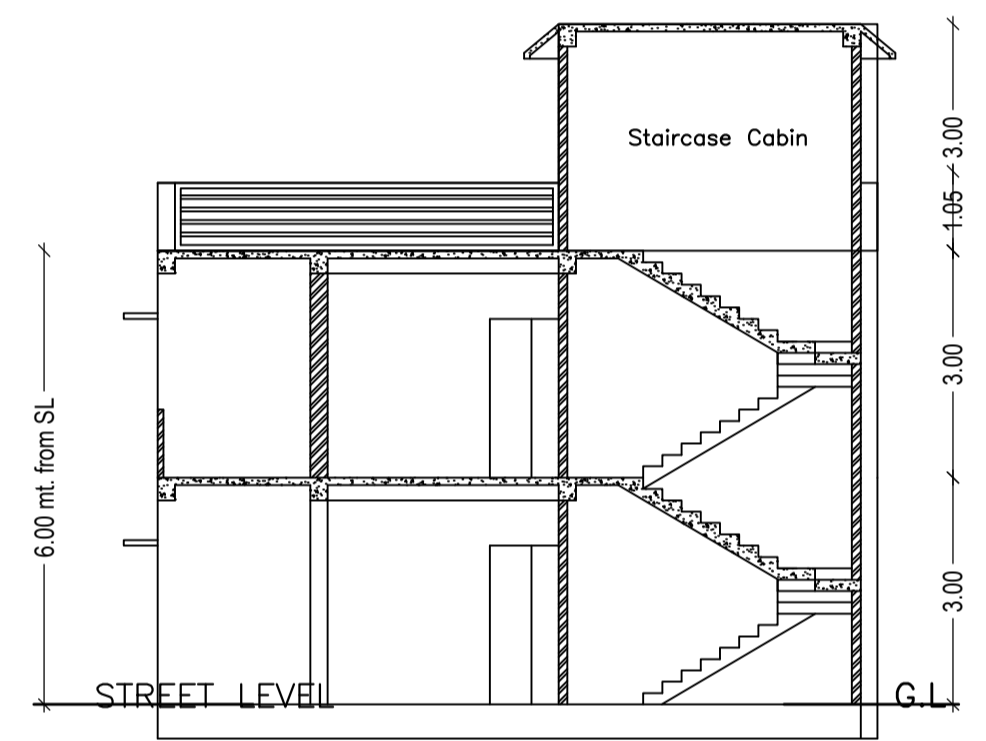 Staircase Cabin
3.00
1.05
6.00 mt. from SL
3.00
3.00
STREET LEVEL
G.L